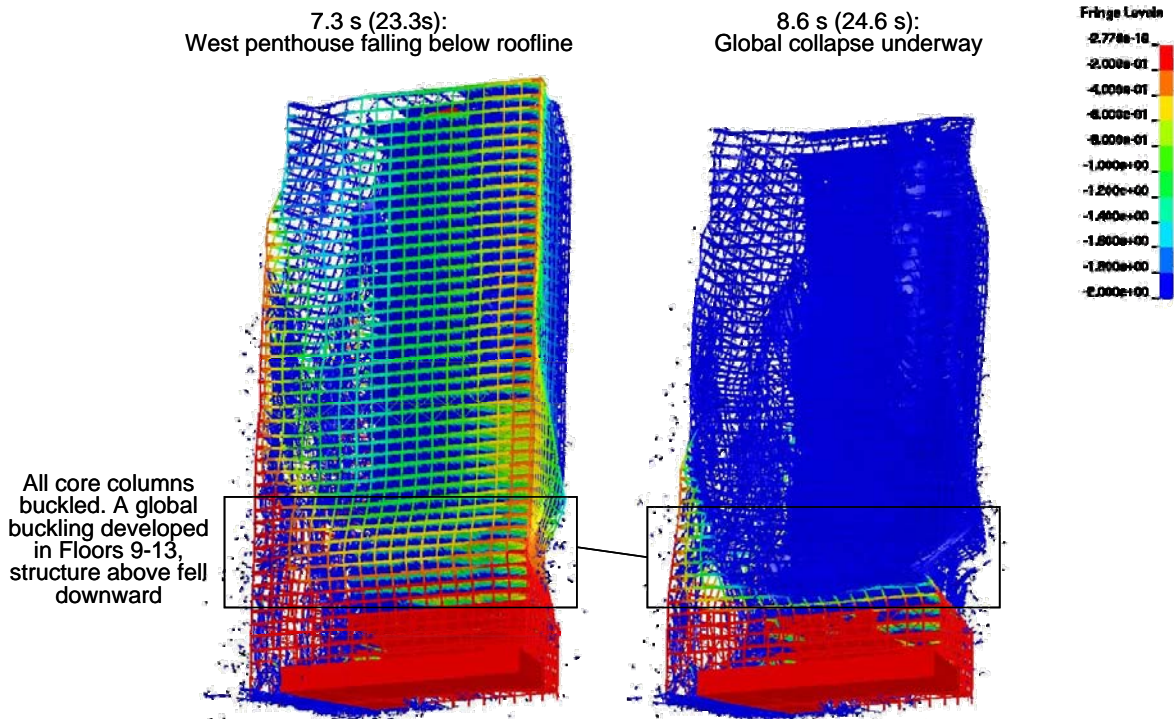 7.3 s (23.3s):
West penthouse falling below roofline
8.6 s (24.6 s):
Global collapse underway
Fringe Levels
-2.000e-01
-4.000e-01
-6.000e-01
-8.000e-01
-1.000e+00
-1.200e+00
-1.400e+00
-1.600e+00
-1.800e+00
-2.000e+00
All core columns
buckled. A global
buckling developed
in Floors 9-13,
structure above fell
downward